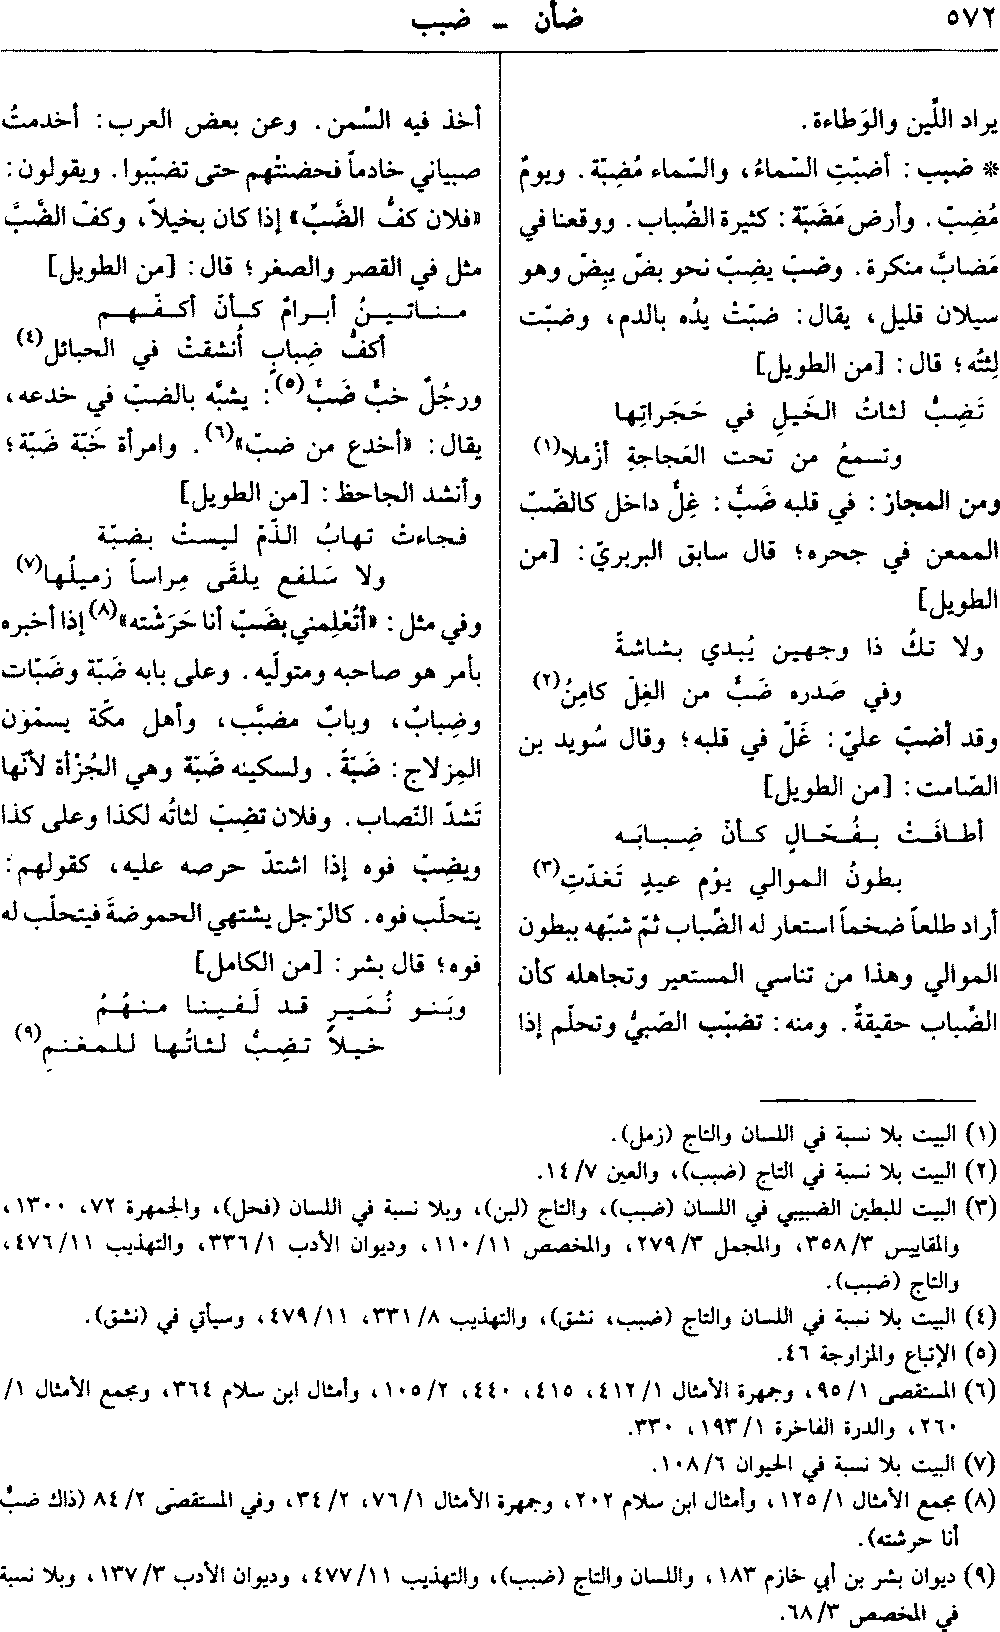 ٥٧٢
ضأن – ضبب
يراد اللَّين والوَطاءة.
* ضبب: أضبّتِ السّماءُ، والسّماء مُضِبّة. ويومٌ
مُضِبّ. وأرض مَضَبّة: كثيرة الضِّباب. ووقعنا في
مَضابَّ منكرة. وضبّ يضِبّ نحو بضّ يبِضّ وهو
سيلان قليل، يقال: ضبّتْ يدُه بالدم، وضبّت
لِثتُه؛ قال: [من الطويل]
تَضِبُّ لثاتُ الخَيلِ في حَجَراتِها
وتسمعُ من تحت العَجاجةِ أزْملا(١)
ومن المجاز: في قلبه ضَبٌّ: غِلٌّ داخل كالضّبّ
الممعن في جحره؛ قال سابق البربريّ: [من
الطويل]
ولا تكُ ذا وجهين يُبدي بشاشةً
وفي صَدره ضَبٌّ من الغِلّ كامِنُ(٢)
وقد أضبّ عليّ: غَلّ في قلبه؛ وقال سُويد بن
الصّامت: [من الطويل]
أطافَتْ بفُحّالٍ كأنّ ضِبابَه
بطونُ الموالي يوْم عيدٍ تَغدّتِ(٣)
أراد طلعاً ضخماً استعار له الضِّباب ثمّ شبّهه ببطون
الموالي وهذا من تناسي المستعير وتجاهله كأن
الضِّباب حقيقةٌ. ومنه: تضبّب الصّبيُّ وتحلّم إذا
أخذ فيه السِّمن. وعن بعض العرب: أخدمتُ
صبياني خادماً فحضنتْهم حتى تضبّبوا. ويقولون:
«فلان كفُّ الضَّبِّ» إذا كان بخيلاً، وكفّ الضَّبَّ
مثل في القصر والصغر؛ قال: [من الطويل]
مناتينُ أبرامٌ كأنّ أكفّهم
أكفُّ ضِبابٍ أُنشقتْ في الحبائل(٤)
ورجُلٌ خبٌّ ضَبٌّ(٥): يشبَّه بالضبّ في خدعه،
يقال: «أخدع من ضبّ»(٦). وامرأة خَبّة ضَبّة؛
وأنشد الجاحظ: [من الطويل]
فجاءتْ تهابُ الذّمّ ليستْ بضبّة
ولا سَلفع يلقَى مِراساً زميلُها(٧)
وفي مثل: «أتُعْلِمني بضَبّ أنا حَرَشْته»(٨) إذا أخبره
بأمر هو صاحبه ومتولّيه. وعلى بابه ضَبّة وضَبّات
وضِبابٌ، وبابٌ مضبَّب، وأهل مكّة يسمّون
المِزلاج: ضَبّةً. ولسكينه ضَبّة وهي الجُزْأة لأنّها
تَشدّ النّصاب. وفلان تضِبّ لثاتُه لكذا وعلى كذا
ويضِبّ فوه إذا اشتدّ حرصه عليه، كقولهم:
يتحلّب فوه. كالرّجل يشتهي الحموضةَ فيتحلّب له
فوه؛ قال بشر: [من الكامل]
وبَنو نُمَيرٍ قد لَقينا منهُمُ
خيلاً تضِبُّ لثاتُها للمغنمِ(٩)
(١) البيت بلا نسبة في اللسان والتاج (زمل).
(٢) البيت بلا نسبة في التاج (ضبب)، والعين ١٤/٧.
(٣) البيت للبطين الضبيبي في اللسان (ضبب)، والتاج (لبن)، وبلا نسبة في اللسان (فحل)، والجمهرة ٧٢، ١٣٠٠،
والمقاييس ٣٥٨/٣، والمجمل ٢٧٩/٣، والمخصص ١١٠/١١، وديوان الأدب ٣٣٦/١، والتهذيب ٤٧٦/١١،
والتاج (ضبب).
(٤) البيت بلا نسبة في اللسان والتاج (ضبب، نشق)، والتهذيب ٣٣١/٨، ٤٧٩/١١، وسيأتي في (نشق).
(٥) الإتباع والمزاوجة ٤٦.
(٦) المستقصى ٩٥/١، وجمهرة الأمثال ٤١٢/١، ٤١٥، ٤٤٠، ١٠٥/٢، وأمثال ابن سلام ٣٦٤، ومجمع الأمثال ١/
٢٦٠، والدرة الفاخرة ١٩٣/١، ٣٣٠.
(٧) البيت بلا نسبة في الحيوان ١٠٨/٦.
(٨) مجمع الأمثال ١٢٥/١، وأمثال ابن سلام ٢٠٢، وجمهرة الأمثال ٧٦/١، ٣٤/٢، وفي المستقصى ٨٤/٢ (ذاك ضبٌّ
أنا حرشته).
(٩) ديوان بشر بن أبي خازم ١٨٣، واللسان والتاج (ضبب)، والتهذيب ٤٧٧/١١، وديوان الأدب ١٣٧/٣، وبلا نسبة
في المخصص ٦٨/٣.